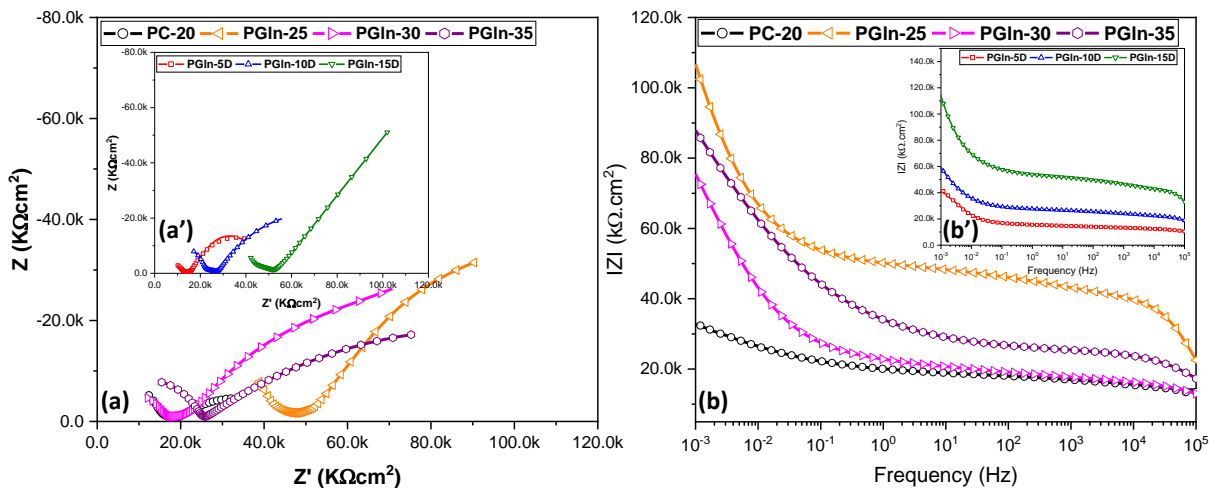 PC-20 PGIn-25 PGIn-30 PGIn-35
-80.0k
-60.0k
-40.0k
-20.0k
0.0
Z (KΩcm²)
0.0 20.0k 40.0k 60.0k 80.0k 100.0k 120.0k
Z' (KΩcm²)
(a)
PGIn-5D PGIn-10D PGIn-15D
-80.0k
-60.0k
-40.0k
-20.0k
0.0
Z (KΩcm²)
0.0 20.0k 40.0k 60.0k 80.0k 100.0k 120.0k
Z' (KΩcm²)
(a')
PC-20 PGIn-25 PGIn-30 PGIn-35
120.0k
100.0k
80.0k
60.0k
40.0k
20.0k
IZI (kΩ.cm²)
10⁻³ 10⁻² 10⁻¹ 10⁰ 10¹ 10² 10³ 10⁴ 10⁵
Frequency (Hz)
(b)
PGIn-5D PGIn-10D PGIn-15D
140.0k
120.0k
100.0k
80.0k
60.0k
40.0k
20.0k
0.0
IZI (kΩ.cm²)
10⁻³ 10⁻² 10⁻¹ 10⁰ 10¹ 10² 10³ 10⁴ 10⁵
Frequency (Hz)
(b')